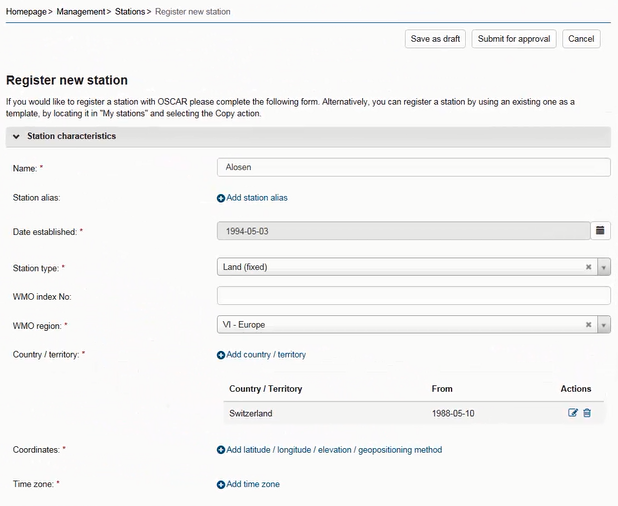 Homepage> Management> Stations> Register new station
Save as draft Submit for approval Cancel
Register new station
If you would like to register a station with OSCAR please complete the following form. Alternatively, you can register a station by using an existing one as a
template, by locating it in "My stations" and selecting the Copy action.
Station characteristics
Name: * Alosen
Station alias: Add station alias
Date established: * 1994-05-03
Station type: * Land (fixed)
WMO index No:
WMO region: * VI - Europe
Country / territory: * Add country / territory
Country / Territory From Actions
Switzerland 1988-05-10
Coordinates: * Add latitude / longitude / elevation / geopositioning method
Time zone: * Add time zone